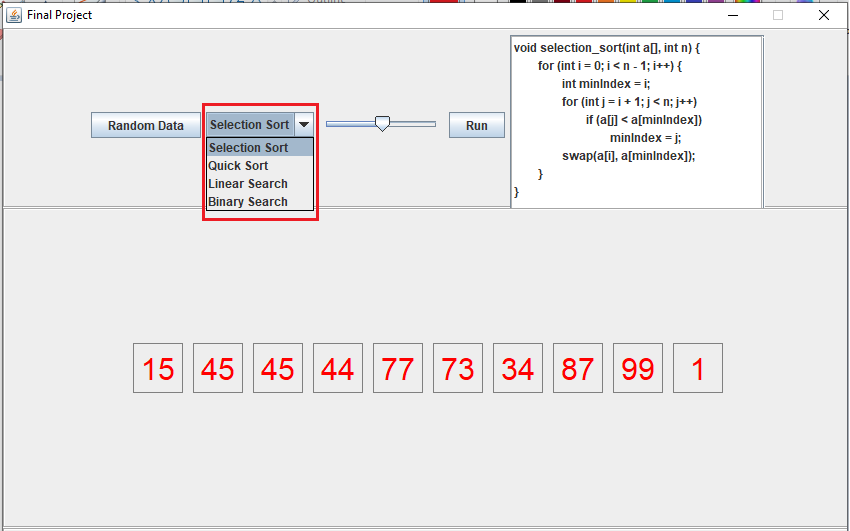 Final Project
Random Data
Selection Sort
Run
Selection Sort
Quick Sort
Linear Search
Binary Search
void selection_sort(int a[], int n) {
for (int i = 0; i < n - 1; i++) {
int minIndex = i;
for (int j = i + 1; j < n; j++)
if (a[j] < a[minIndex])
minIndex = j;
swap(a[i], a[minIndex]);
}
}
15 45 45 44 77 73 34 87 99 1